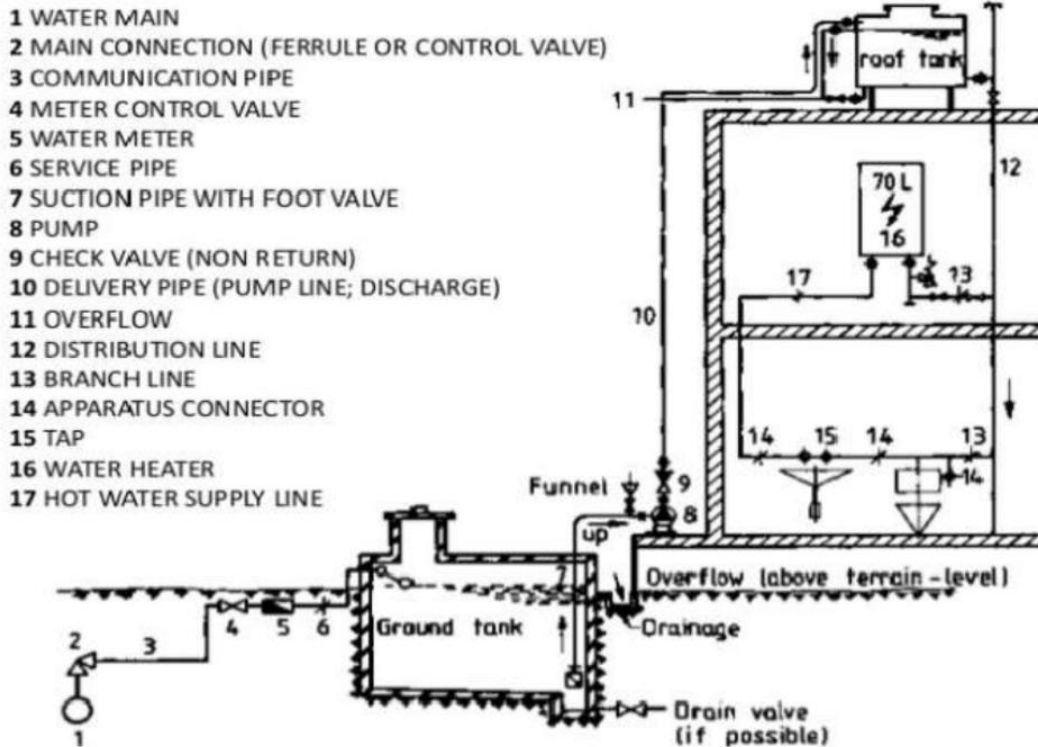 1 WATER MAIN
2 MAIN CONNECTION (FERRULE OR CONTROL VALVE)
3 COMMUNICATION PIPE
4 METER CONTROL VALVE
5 WATER METER
6 SERVICE PIPE
7 SUCTION PIPE WITH FOOT VALVE
8 PUMP
9 CHECK VALVE (NON RETURN)
10 DELIVERY PIPE (PUMP LINE; DISCHARGE)
11 OVERFLOW
12 DISTRIBUTION LINE
13 BRANCH LINE
14 APPARATUS CONNECTOR
15 TAP
16 WATER HEATER
17 HOT WATER SUPPLY LINE
roof tank
11
12
70 L
16
17
13
10
14
15
14
13
14
Funnel
9
8
up
7
Overflow (above terrain-level)
4
5
6
Ground tank
Drainage
2
3
1
Drain valve
(if possible)